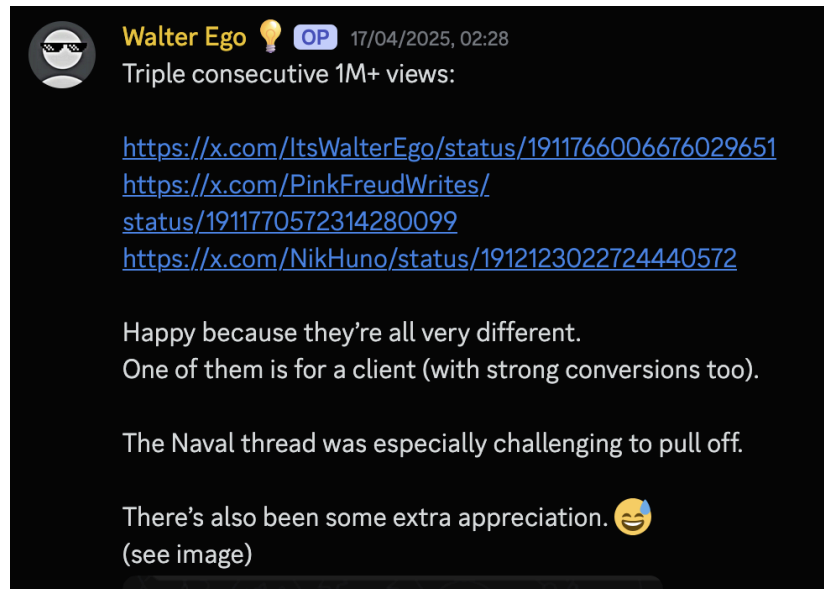 Walter Ego 💡 OP 17/04/2025, 02:28
Triple consecutive 1M+ views:
https://x.com/ItsWalterEgo/status/1911766006676029651
https://x.com/PinkFreudWrites/
status/1911770572314280099
https://x.com/NikHuno/status/1912123022724440572
Happy because they’re all very different.
One of them is for a client (with strong conversions too).
The Naval thread was especially challenging to pull off.
There’s also been some extra appreciation. 😅
(see image)